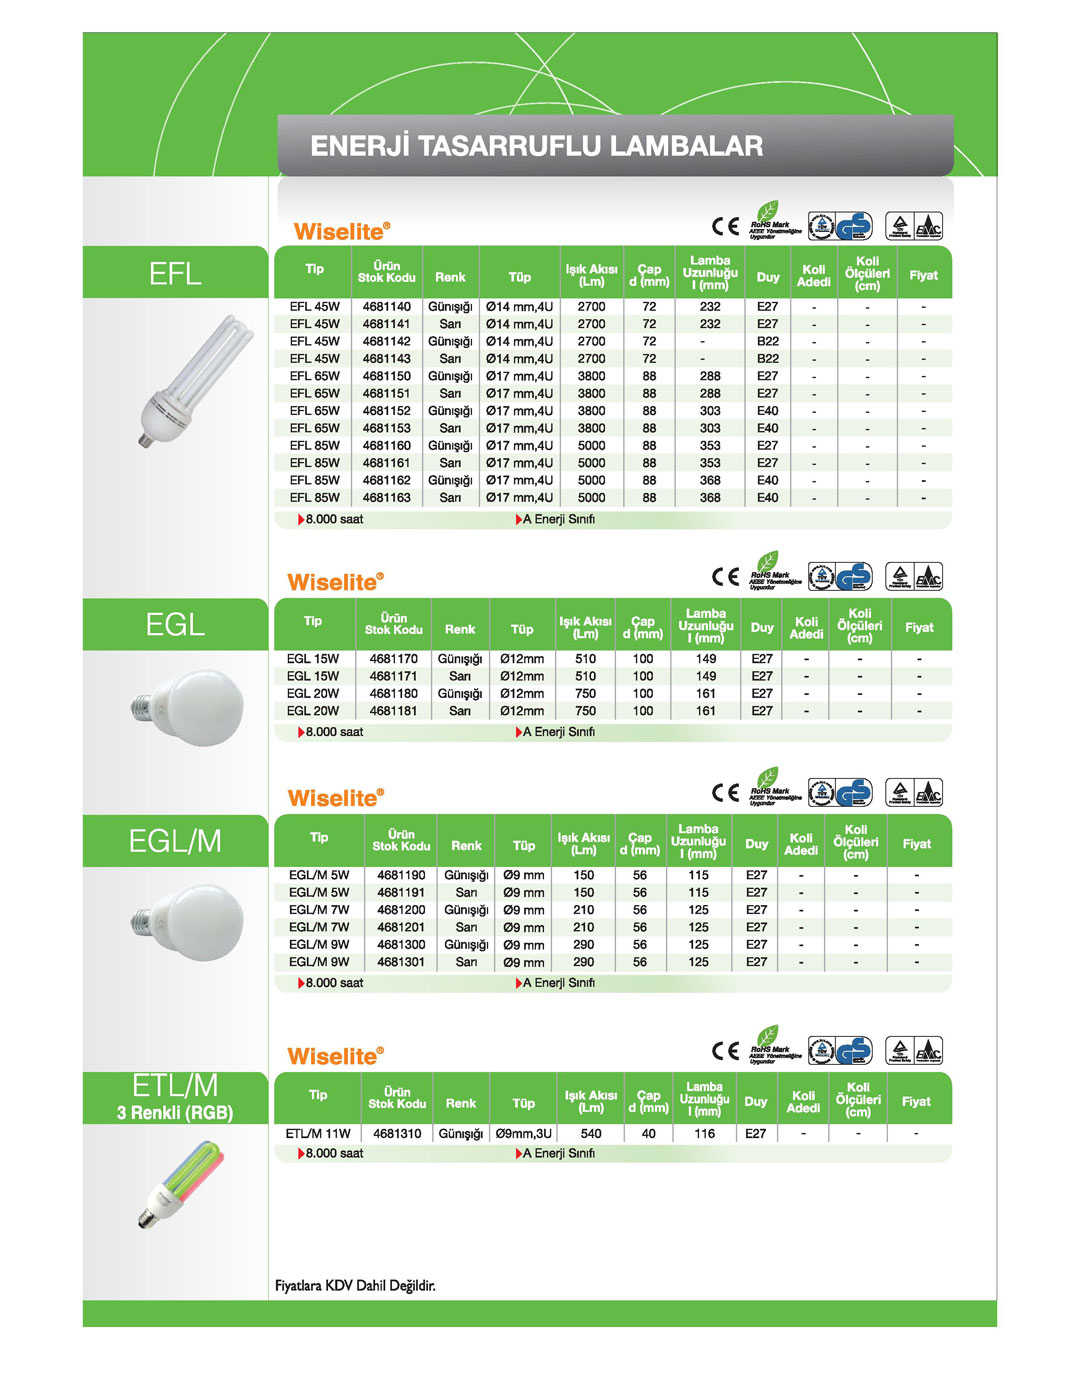 ENERJİ TASARRUFLU LAMBALAR
Wiselite®
RoHS Mark
AEEE Yönetmeliğine
Uygundur
EFL
Tip Ürün Stok Kodu Renk Tüp Işık Akısı (Lm) Çap d (mm) Lamba Uzunluğu l (mm) Duy Koli Adedi Koli Ölçüleri (cm) Fiyat
EFL 45W 4681140 Günışığı Ø14 mm,4U 2700 72 232 E27 - - -
EFL 45W 4681141 Sarı Ø14 mm,4U 2700 72 232 E27 - - -
EFL 45W 4681142 Günışığı Ø14 mm,4U 2700 72 - B22 - - -
EFL 45W 4681143 Sarı Ø14 mm,4U 2700 72 - B22 - - -
EFL 65W 4681150 Günışığı Ø17 mm,4U 3800 88 288 E27 - - -
EFL 65W 4681151 Sarı Ø17 mm,4U 3800 88 288 E27 - - -
EFL 65W 4681152 Günışığı Ø17 mm,4U 3800 88 303 E40 - - -
EFL 65W 4681153 Sarı Ø17 mm,4U 3800 88 303 E40 - - -
EFL 85W 4681160 Günışığı Ø17 mm,4U 5000 88 353 E27 - - -
EFL 85W 4681161 Sarı Ø17 mm,4U 5000 88 353 E27 - - -
EFL 85W 4681162 Günışığı Ø17 mm,4U 5000 88 368 E40 - - -
EFL 85W 4681163 Sarı Ø17 mm,4U 5000 88 368 E40 - - -
8.000 saat A Enerji Sınıfı
Wiselite®
RoHS Mark
AEEE Yönetmeliğine
Uygundur
EGL
Tip Ürün Stok Kodu Renk Tüp Işık Akısı (Lm) Çap d (mm) Lamba Uzunluğu l (mm) Duy Koli Adedi Koli Ölçüleri (cm) Fiyat
EGL 15W 4681170 Günışığı Ø12mm 510 100 149 E27 - - -
EGL 15W 4681171 Sarı Ø12mm 510 100 149 E27 - - -
EGL 20W 4681180 Günışığı Ø12mm 750 100 161 E27 - - -
EGL 20W 4681181 Sarı Ø12mm 750 100 161 E27 - - -
8.000 saat A Enerji Sınıfı
Wiselite®
RoHS Mark
AEEE Yönetmeliğine
Uygundur
EGL/M
Tip Ürün Stok Kodu Renk Tüp Işık Akısı (Lm) Çap d (mm) Lamba Uzunluğu l (mm) Duy Koli Adedi Koli Ölçüleri (cm) Fiyat
EGL/M 5W 4681190 Günışığı Ø9 mm 150 56 115 E27 - - -
EGL/M 5W 4681191 Sarı Ø9 mm 150 56 115 E27 - - -
EGL/M 7W 4681200 Günışığı Ø9 mm 210 56 125 E27 - - -
EGL/M 7W 4681201 Sarı Ø9 mm 210 56 125 E27 - - -
EGL/M 9W 4681300 Günışığı Ø9 mm 290 56 125 E27 - - -
EGL/M 9W 4681301 Sarı Ø9 mm 290 56 125 E27 - - -
8.000 saat A Enerji Sınıfı
Wiselite®
RoHS Mark
AEEE Yönetmeliğine
Uygundur
ETL/M
3 Renkli (RGB)
Tip Ürün Stok Kodu Renk Tüp Işık Akısı (Lm) Çap d (mm) Lamba Uzunluğu l (mm) Duy Koli Adedi Koli Ölçüleri (cm) Fiyat
ETL/M 11W 4681310 Günışığı Ø9mm,3U 540 40 116 E27 - - -
8.000 saat A Enerji Sınıfı
Fiyatlara KDV Dahil Değildir.